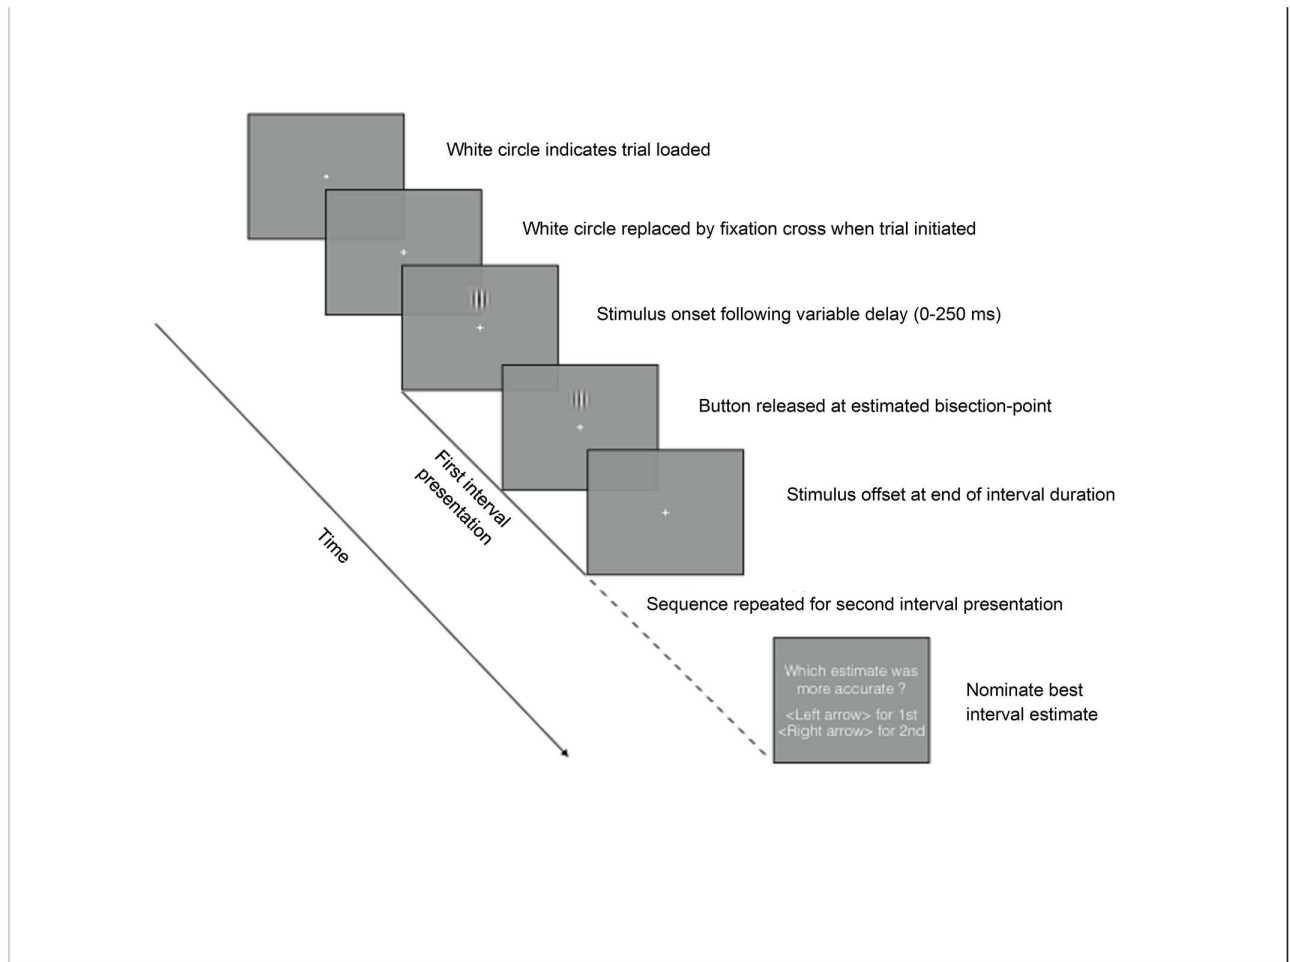 White circle indicates trial loaded
White circle replaced by fixation cross when trial initiated
Stimulus onset following variable delay (0-250 ms)
Button released at estimated bisection-point
First interval
presentation
Stimulus offset at end of interval duration
Time
Sequence repeated for second interval presentation
Which estimate was
more accurate ?
<Left arrow> for 1st
<Right arrow> for 2nd
Nominate best
interval estimate